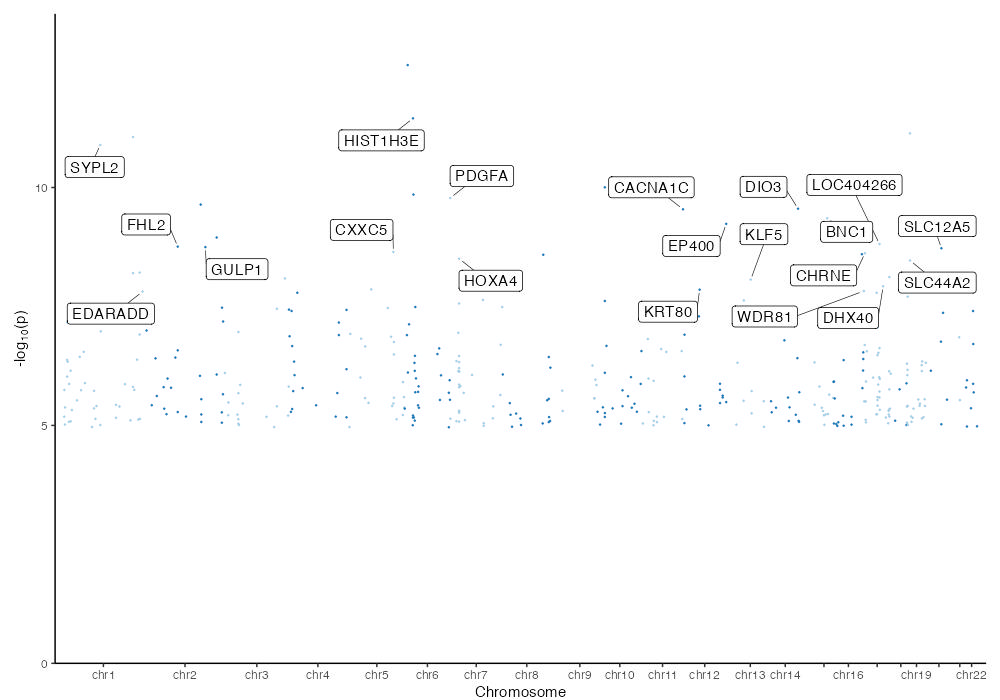 HIST1H3E
SYPL2
PDGFA
CACNA1C
DIO3
LOC404266
FHL2
CXXC5
EP400
KLF5
BNC1
SLC12A5
GULP1
HOXA4
CHRNE
SLC44A2
EDARADD
KRT80
WDR81
DHX40
10
5
0
-log10(p)
chr1 chr2 chr3 chr4 chr5 chr6 chr7 chr8 chr9 chr10 chr11 chr12 chr13 chr14 chr16 chr19 chr22
Chromosome